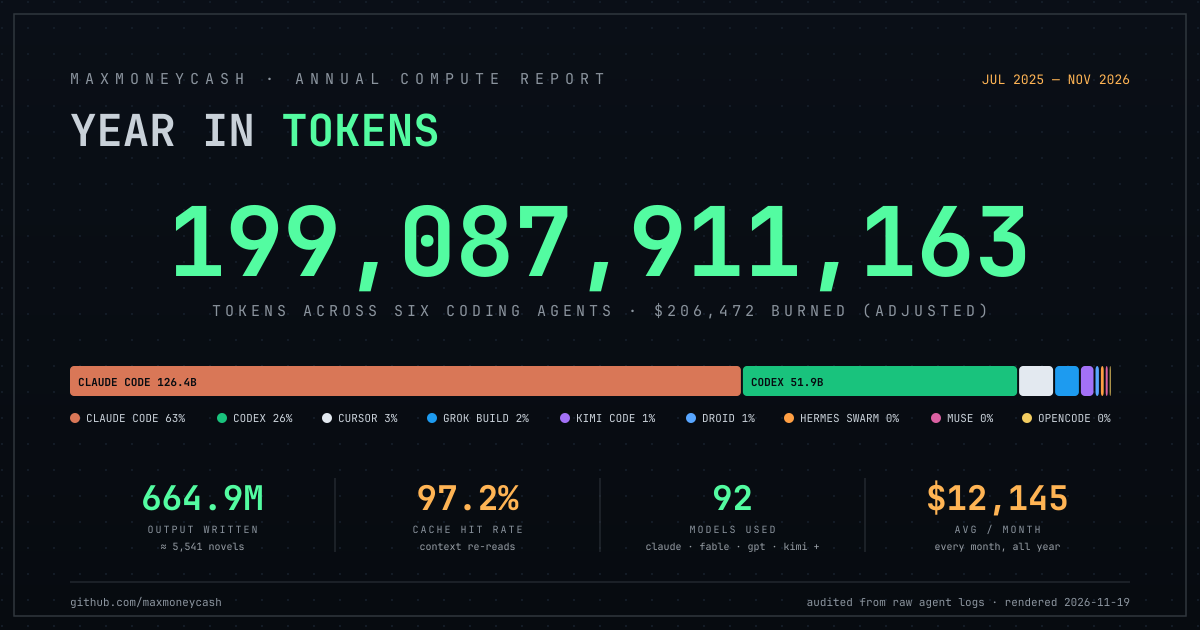 MAXMONEYCASH · ANNUAL COMPUTE REPORT
JUL 2025 — NOV 2026
YEAR IN TOKENS
199,087,911,163
TOKENS ACROSS SIX CODING AGENTS · $206,472 BURNED (ADJUSTED)
CLAUDE CODE 126.4B
CODEX 51.9B
CLAUDE CODE 63%
CODEX 26%
CURSOR 3%
GROK BUILD 2%
KIMI CODE 1%
DROID 1%
HERMES SWARM 0%
MUSE 0%
OPENCODE 0%
664.9M
OUTPUT WRITTEN
≈ 5,541 novels
97.2%
CACHE HIT RATE
context re-reads
92
MODELS USED
claude · fable · gpt · kimi +
$12,145
AVG / MONTH
every month, all year
github.com/maxmoneycash
audited from raw agent logs · rendered 2026-11-19